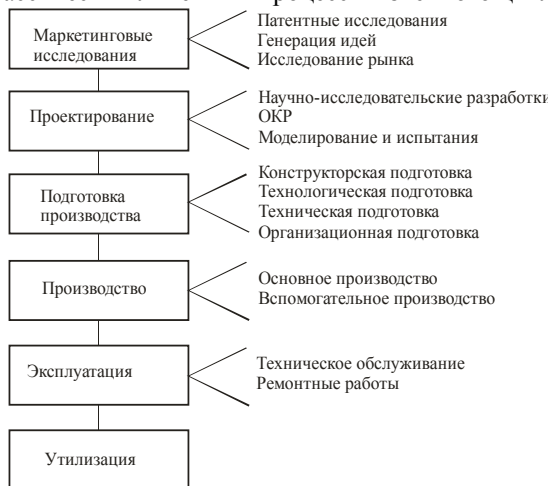 Маркетинговые
исследования
Патентные исследования
Генерация идей
Исследование рынка
Проектирование
Научно-исследовательские разработки
ОКР
Моделирование и испытания
Подготовка
производства
Конструкторская подготовка
Технологическая подготовка
Техническая подготовка
Организационная подготовка
Производство
Основное производство
Вспомогательное производство
Эксплуатация
Техническое обслуживание
Ремонтные работы
Утилизация